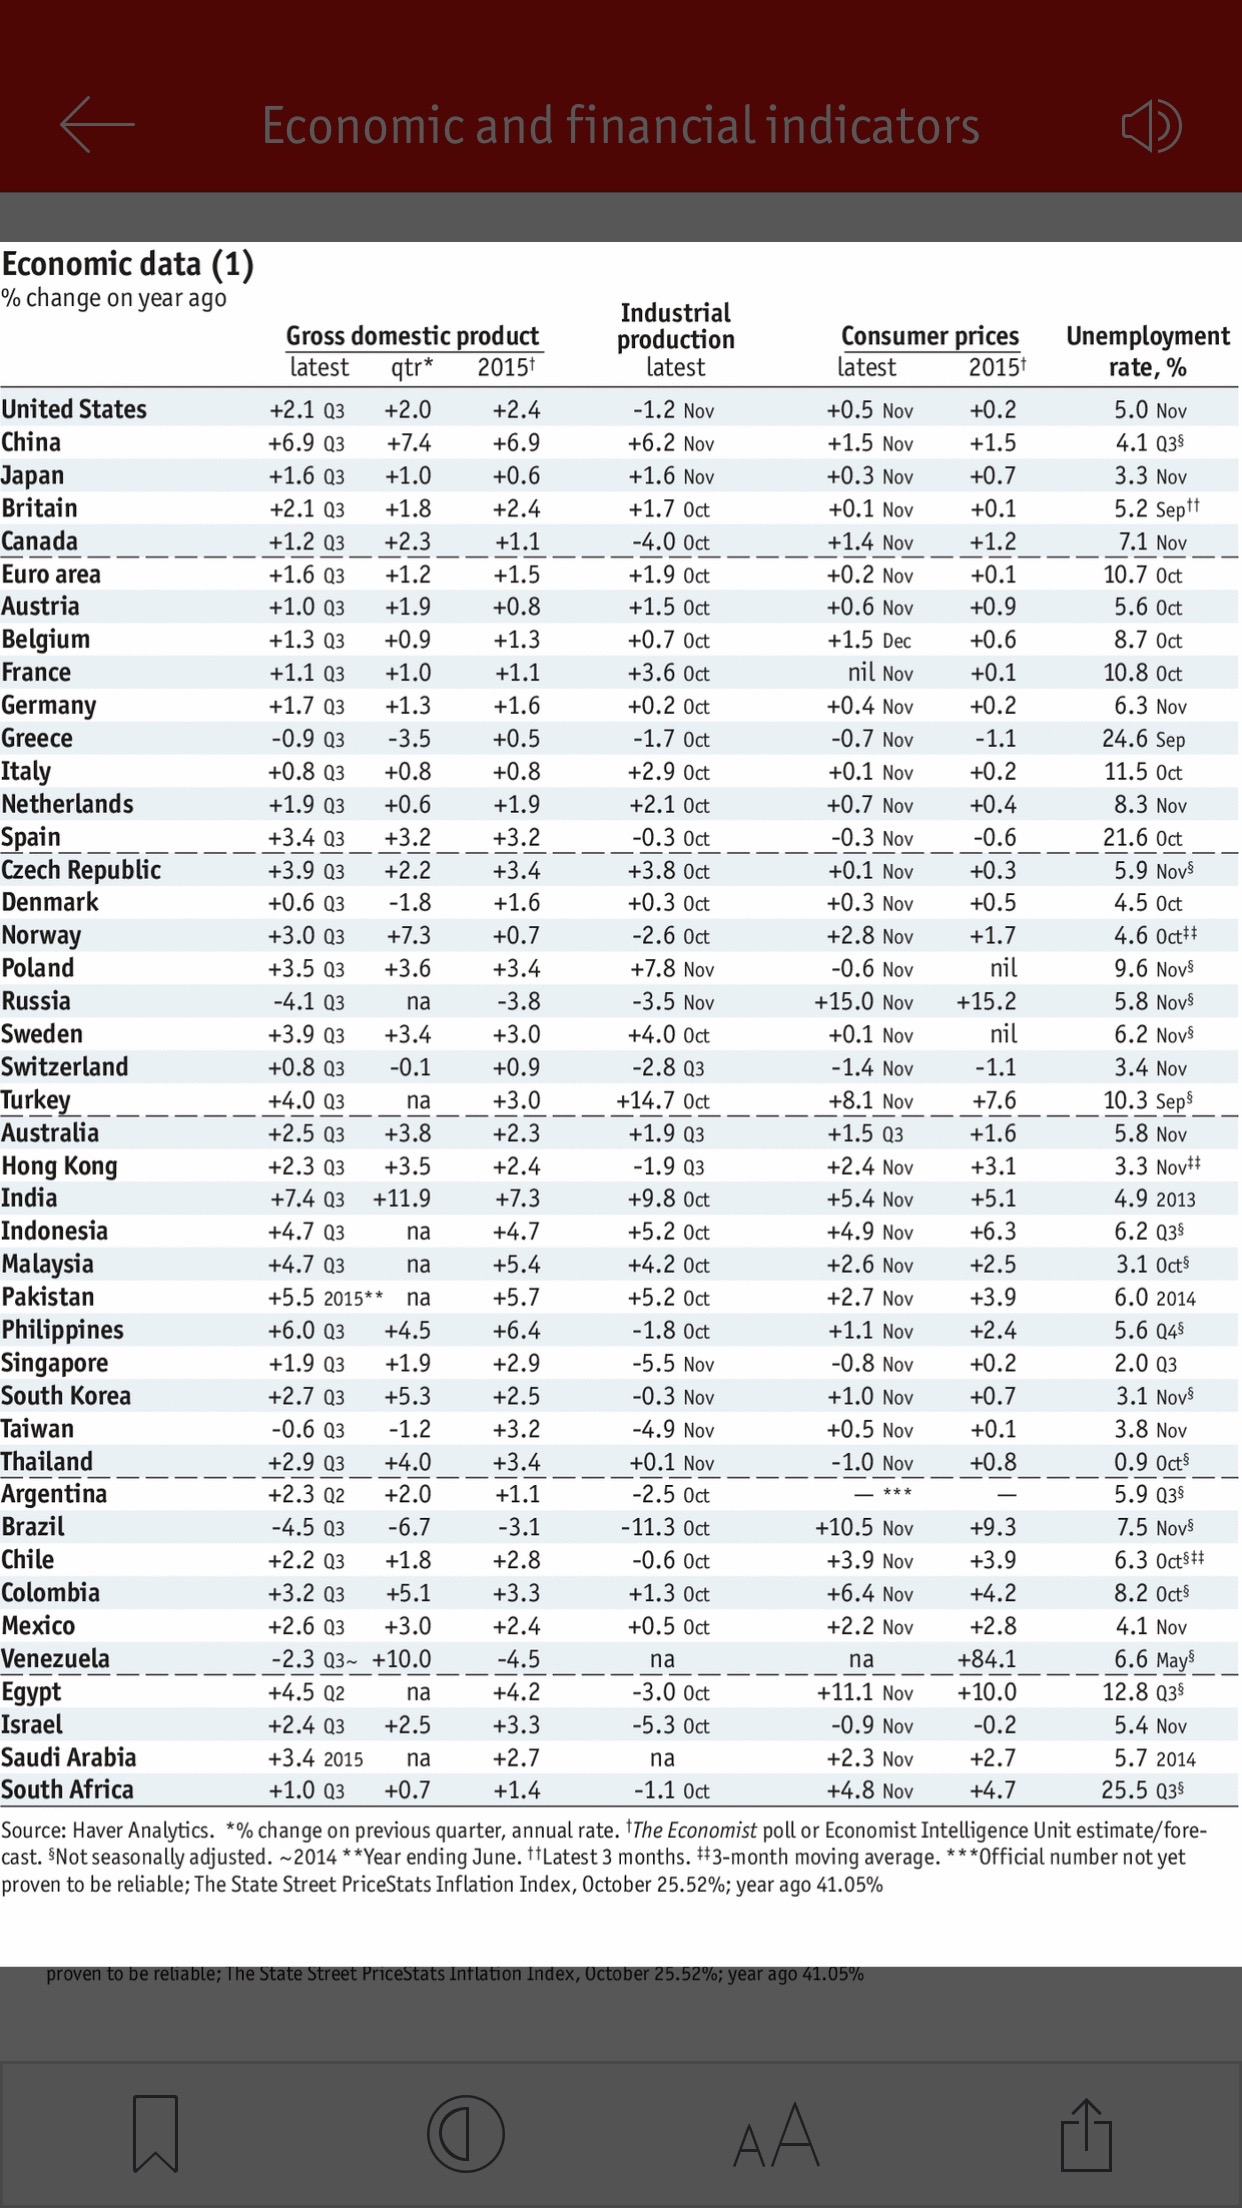 Economic and financial indicators
Economic data (1)
% change on year ago
Gross domestic product Industrial production Consumer prices Unemployment
latest qtr* 2015† latest latest 2015† rate, %
United States +2.1 Q3 +2.0 +2.4 -1.2 Nov +0.5 Nov +0.2 5.0 Nov
China +6.9 Q3 +7.4 +6.9 +6.2 Nov +1.5 Nov +1.5 4.1 Q3§
Japan +1.6 Q3 +1.0 +0.6 +1.6 Nov +0.3 Nov +0.7 3.3 Nov
Britain +2.1 Q3 +1.8 +2.4 +1.7 Oct +0.1 Nov +0.1 5.2 Sep††
Canada +1.2 Q3 +2.3 +1.1 -4.0 Oct +1.4 Nov +1.2 7.1 Nov
Euro area +1.6 Q3 +1.2 +1.5 +1.9 Oct +0.2 Nov +0.1 10.7 Oct
Austria +1.0 Q3 +1.9 +0.8 +1.5 Oct +0.6 Nov +0.9 5.6 Oct
Belgium +1.3 Q3 +0.9 +1.3 +0.7 Oct +1.5 Dec +0.6 8.7 Oct
France +1.1 Q3 +1.0 +1.1 +3.6 Oct nil Nov +0.1 10.8 Oct
Germany +1.7 Q3 +1.3 +1.6 +0.2 Oct +0.4 Nov +0.2 6.3 Nov
Greece -0.9 Q3 -3.5 +0.5 -1.7 Oct -0.7 Nov -1.1 24.6 Sep
Italy +0.8 Q3 +0.8 +0.8 +2.9 Oct +0.1 Nov +0.2 11.5 Oct
Netherlands +1.9 Q3 +0.6 +1.9 +2.1 Oct +0.7 Nov +0.4 8.3 Nov
Spain +3.4 Q3 +3.2 +3.2 -0.3 Oct -0.3 Nov -0.6 21.6 Oct
Czech Republic +3.9 Q3 +2.2 +3.4 +3.8 Oct +0.1 Nov +0.3 5.9 Nov§
Denmark +0.6 Q3 -1.8 +1.6 +0.3 Oct +0.3 Nov +0.5 4.5 Oct
Norway +3.0 Q3 +7.3 +0.7 -2.6 Oct +2.8 Nov +1.7 4.6 Oct‡‡
Poland +3.5 Q3 +3.6 +3.4 +7.8 Nov -0.6 Nov nil 9.6 Nov§
Russia -4.1 Q3 na -3.8 -3.5 Nov +15.0 Nov +15.2 5.8 Nov§
Sweden +3.9 Q3 +3.4 +3.0 +4.0 Oct +0.1 Nov nil 6.2 Nov§
Switzerland +0.8 Q3 -0.1 +0.9 -2.8 Q3 -1.4 Nov -1.1 3.4 Nov
Turkey +4.0 Q3 na +3.0 +14.7 Oct +8.1 Nov +7.6 10.3 Sep§
Australia +2.5 Q3 +3.8 +2.3 +1.9 Q3 +1.5 Q3 +1.6 5.8 Nov
Hong Kong +2.3 Q3 +3.5 +2.4 -1.9 Q3 +2.4 Nov +3.1 3.3 Nov‡‡
India +7.4 Q3 +11.9 +7.3 +9.8 Oct +5.4 Nov +5.1 4.9 2013
Indonesia +4.7 Q3 na +4.7 +5.2 Oct +4.9 Nov +6.3 6.2 Q3§
Malaysia +4.7 Q3 na +5.4 +4.2 Oct +2.6 Nov +2.5 3.1 Oct§
Pakistan +5.5 2015** na +5.7 +5.2 Oct +2.7 Nov +3.9 6.0 2014
Philippines +6.0 Q3 +4.5 +6.4 -1.8 Oct +1.1 Nov +2.4 5.6 Q4§
Singapore +1.9 Q3 +1.9 +2.9 -5.5 Nov -0.8 Nov +0.2 2.0 Q3
South Korea +2.7 Q3 +5.3 +2.5 -0.3 Nov +1.0 Nov +0.7 3.1 Nov§
Taiwan -0.6 Q3 -1.2 +3.2 -4.9 Nov +0.5 Nov +0.1 3.8 Nov
Thailand +2.9 Q3 +4.0 +3.4 +0.1 Nov -1.0 Nov +0.8 0.9 Oct§
Argentina +2.3 Q2 +2.0 +1.1 -2.5 Oct — *** — 5.9 Q3§
Brazil -4.5 Q3 -6.7 -3.1 -11.3 Oct +10.5 Nov +9.3 7.5 Nov§
Chile +2.2 Q3 +1.8 +2.8 -0.6 Oct +3.9 Nov +3.9 6.3 Oct§‡‡
Colombia +3.2 Q3 +5.1 +3.3 +1.3 Oct +6.4 Nov +4.2 8.2 Oct§
Mexico +2.6 Q3 +3.0 +2.4 +0.5 Oct +2.2 Nov +2.8 4.1 Nov
Venezuela -2.3 Q3~ +10.0 -4.5 na na +84.1 6.6 May§
Egypt +4.5 Q2 na +4.2 -3.0 Oct +11.1 Nov +10.0 12.8 Q3§
Israel +2.4 Q3 +2.5 +3.3 -5.3 Oct -0.9 Nov -0.2 5.4 Nov
Saudi Arabia +3.4 2015 na +2.7 na +2.3 Nov +2.7 5.7 2014
South Africa +1.0 Q3 +0.7 +1.4 -1.1 Oct +4.8 Nov +4.7 25.5 Q3§
Source: Haver Analytics. *% change on previous quarter, annual rate. †The Economist poll or Economist Intelligence Unit estimate/fore-
cast. §Not seasonally adjusted. ~2014 **Year ending June. ††Latest 3 months. ‡‡3-month moving average. ***Official number not yet
proven to be reliable; The State Street PriceStats Inflation Index, October 25.52%; year ago 41.05%
proven to be reliable; The State Street PriceStats Inflation Index, October 25.52%; year ago 41.05%
AA